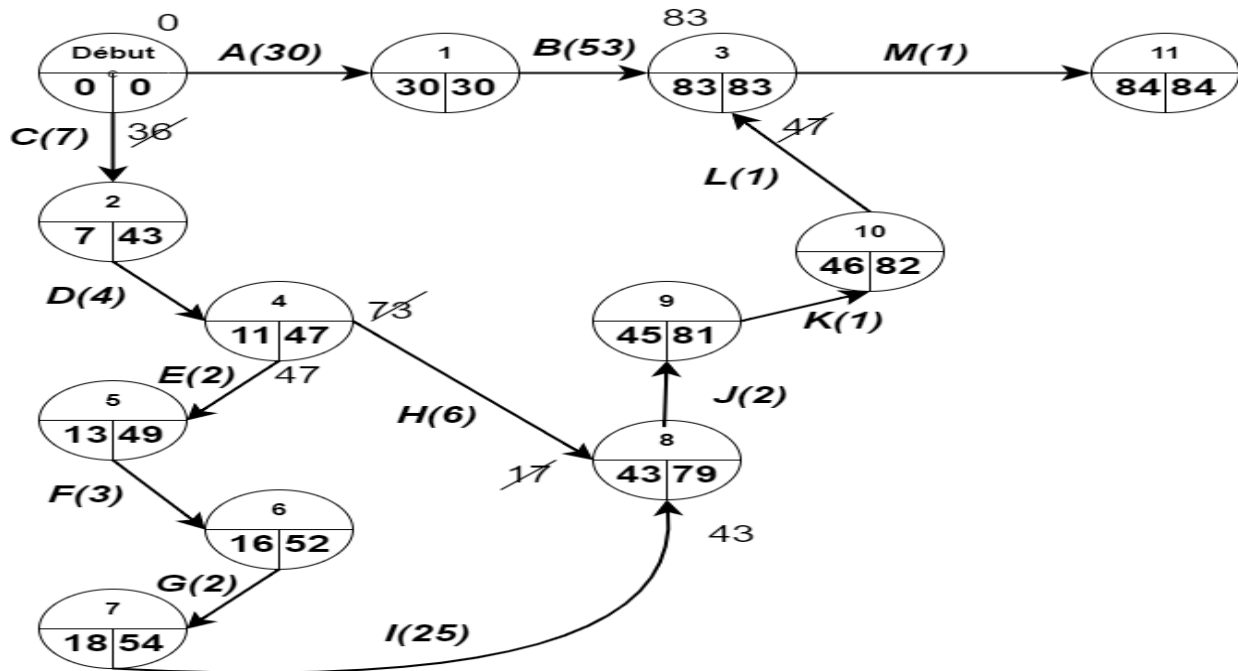 0 83
Début A(30) 1 B(53) 3 M(1) 11
0 0 30 30 83 83 84 84
C(7) 36 47
2 L(1)
7 43 10
46 82
D(4) 4 73 9
11 47 45 81 K(1)
E(2) 47
5 H(6) J(2)
13 49 8
17 43 79
F(3) 6
16 52 43
G(2)
7
18 54 I(25)